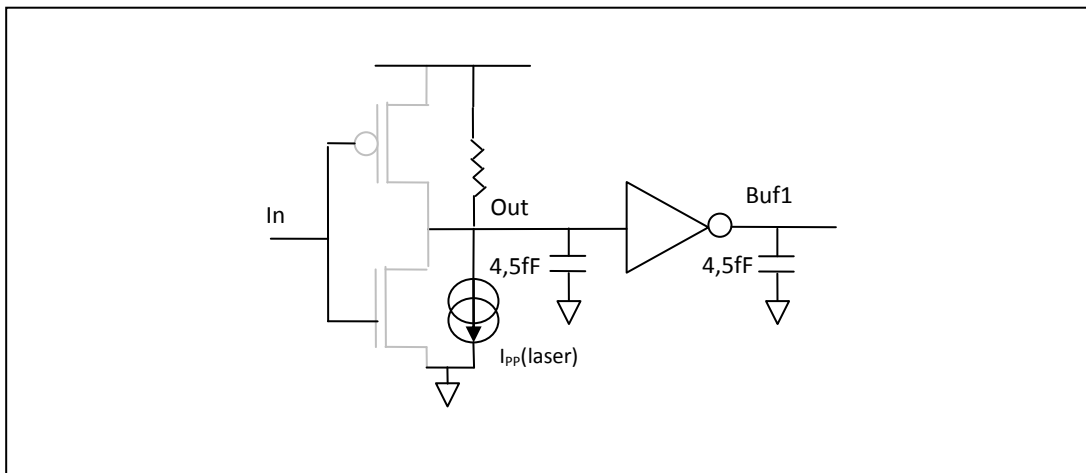 Buf1
Out
In
4,5fF
4,5fF
IPP(laser)